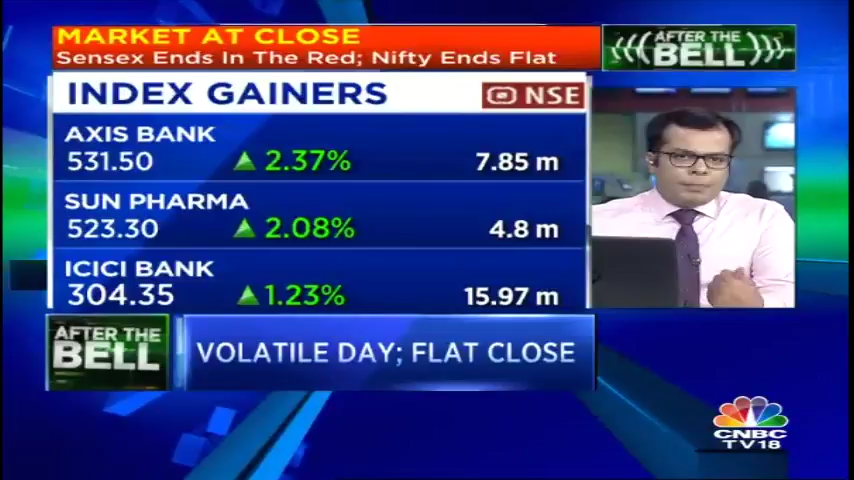 MARKET AT CLOSE
Sensex Ends In The Red; Nifty Ends Flat
AFTER THE
BELL
INDEX GAINERS
NSE
AXIS BANK
531.50 2.37% 7.85 m
SUN PHARMA
523.30 2.08% 4.8 m
ICICI BANK
304.35 1.23% 15.97 m
AFTER THE
BELL
VOLATILE DAY; FLAT CLOSE
CNBC
TV18